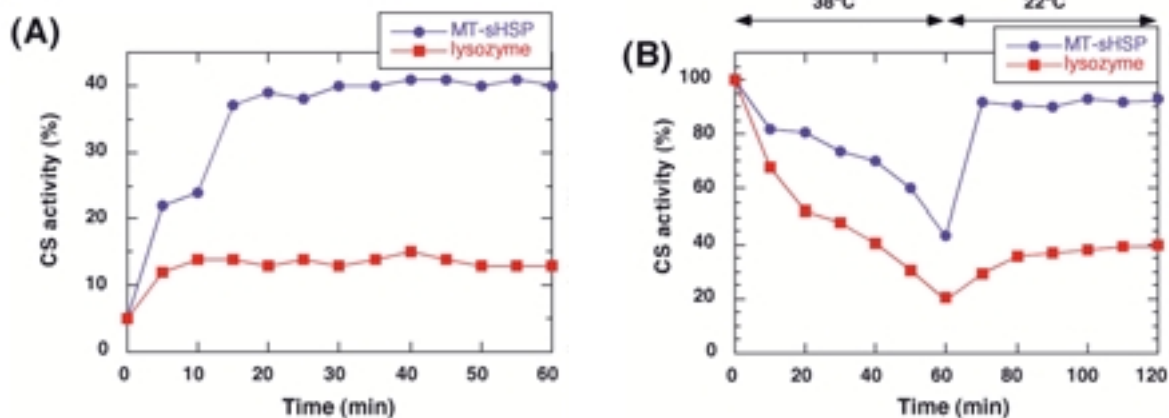 (A)
MT-sHSP
lysozyme
CS activity (%)
40
30
20
10
0
0 10 20 30 40 50 60
Time (min)
38°C 22°C
(B)
MT-sHSP
lysozyme
CS activity (%)
100
80
60
40
20
0
0 20 40 60 80 100 120
Time (min)